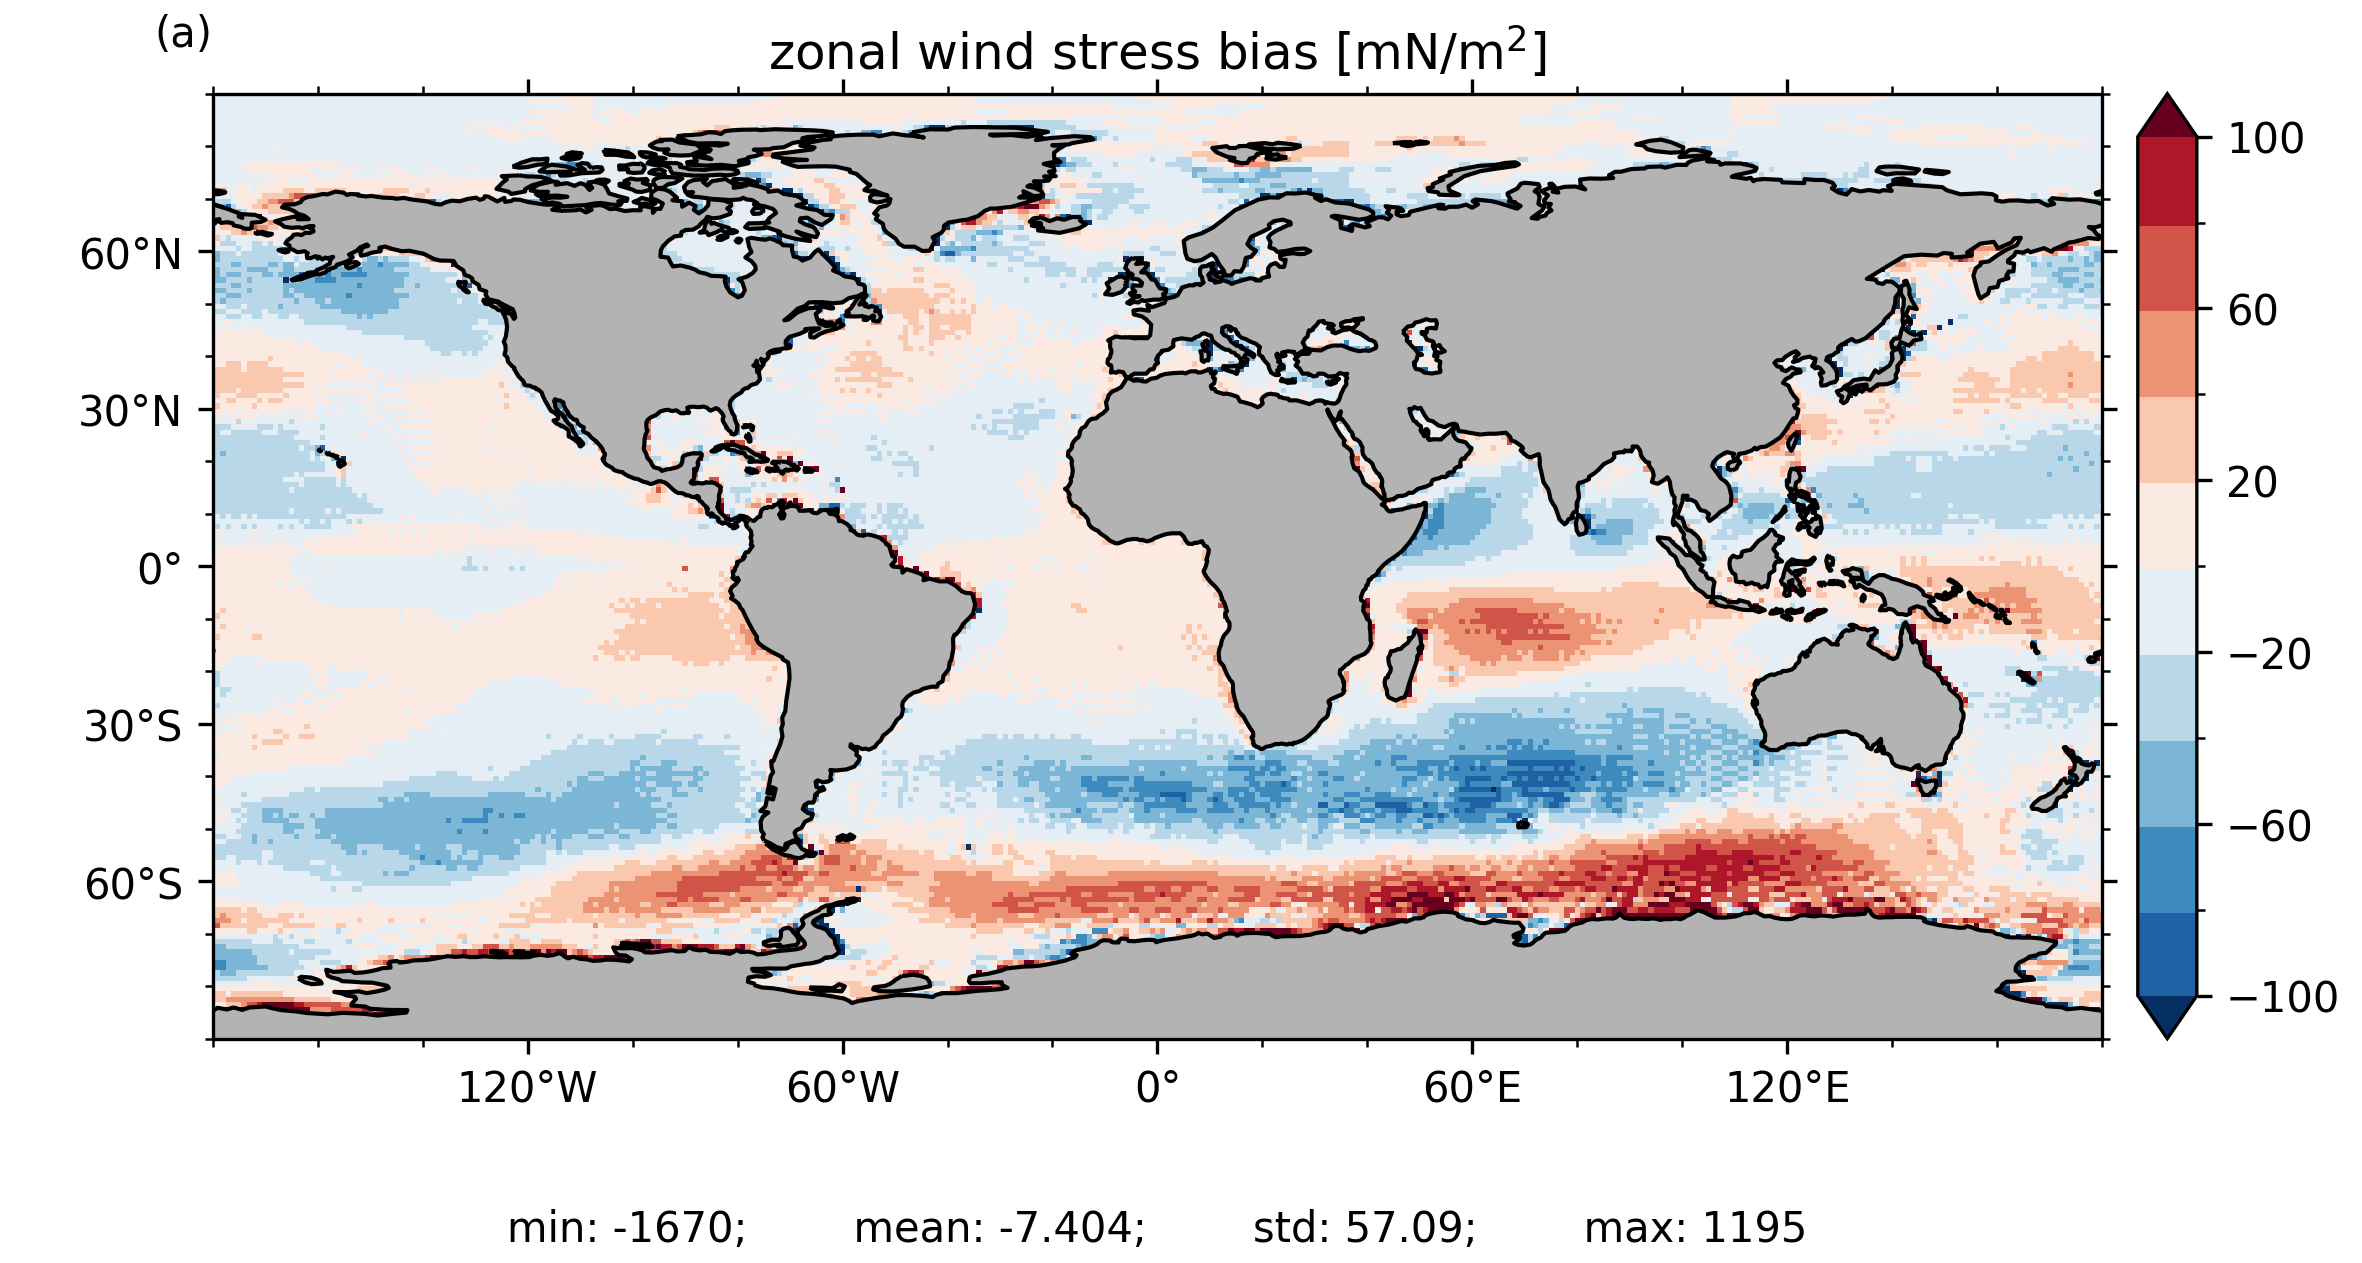 (a)
zonal wind stress bias [mN/m²]
60°N
30°N
0°
30°S
60°S
120°W 60°W 0° 60°E 120°E
100
60
20
−20
−60
−100
min: -1670; mean: -7.404; std: 57.09; max: 1195